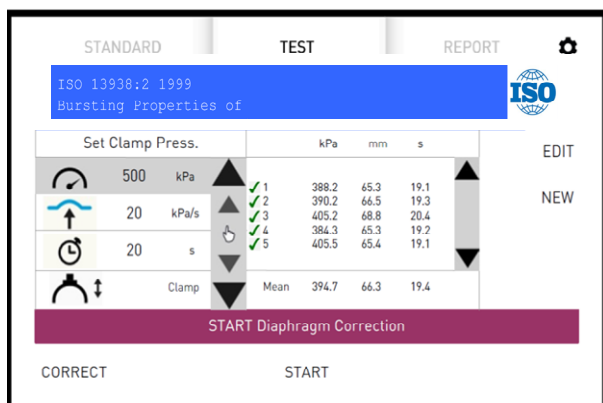 STANDARD TEST REPORT
ISO 13938:2 1999
Bursting Properties of
ISO
Set Clamp Press. kPa mm s
EDIT
500 kPa
1 388.2 65.3 19.1
NEW
2 390.2 66.5 19.3
20 kPa/s
3 405.2 68.8 20.4
4 384.3 65.3 19.2
20 s
5 405.5 65.4 19.1
Clamp Mean 394.7 66.3 19.4
START Diaphragm Correction
CORRECT START